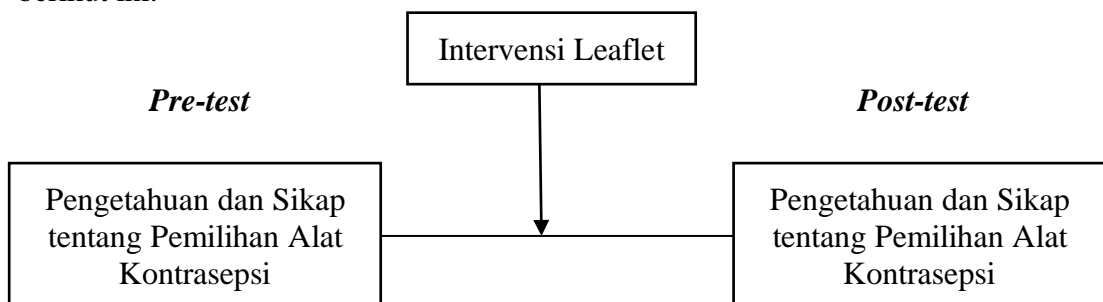 Intervensi Leaflet
Pre-test
Post-test
Pengetahuan dan Sikap
tentang Pemilihan Alat
Kontrasepsi
Pengetahuan dan Sikap
tentang Pemilihan Alat
Kontrasepsi